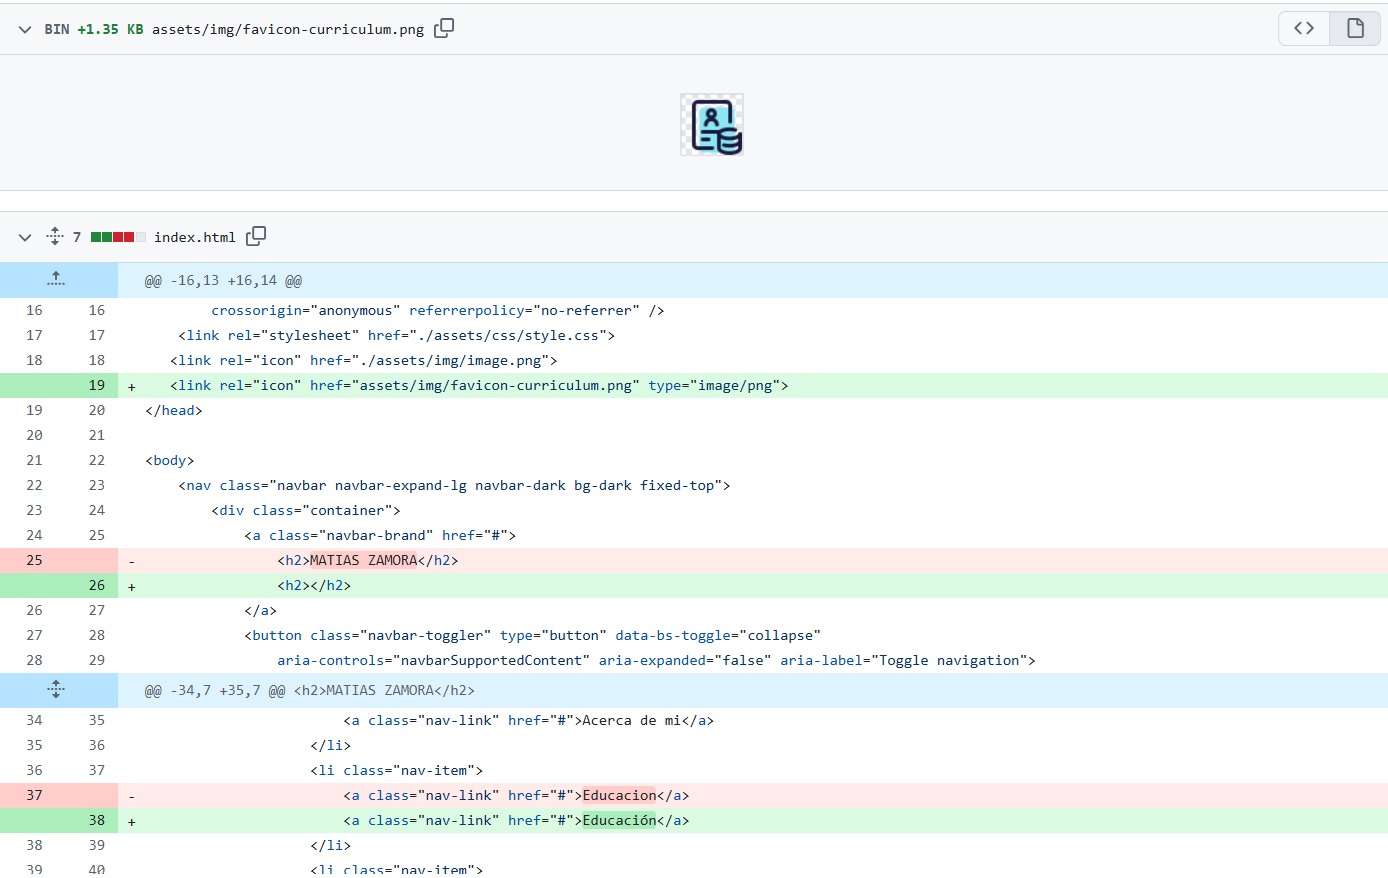 BIN +1.35 KB assets/img/favicon-curriculum.png
7 index.html
@@ -16,13 +16,14 @@
16 16 crossorigin="anonymous" referrerpolicy="no-referrer" />
17 17 <link rel="stylesheet" href="./assets/css/style.css">
18 18 <link rel="icon" href="./assets/img/image.png">
19 + <link rel="icon" href="assets/img/favicon-curriculum.png" type="image/png">
19 20 </head>
20 21
21 22 <body>
22 23 <nav class="navbar navbar-expand-lg navbar-dark bg-dark fixed-top">
23 24 <div class="container">
24 25 <a class="navbar-brand" href="#">
25 - <h2>MATIAS ZAMORA</h2>
26 + <h2></h2>
26 27 </a>
27 28 <button class="navbar-toggler" type="button" data-bs-toggle="collapse"
28 29 aria-controls="navbarSupportedContent" aria-expanded="false" aria-label="Toggle navigation">
@@ -34,7 +35,7 @@ <h2>MATIAS ZAMORA</h2>
34 35 <a class="nav-link" href="#">Acerca de mi</a>
35 36 </li>
36 37 <li class="nav-item">
37 - <a class="nav-link" href="#">Educacion</a>
38 + <a class="nav-link" href="#">Educación</a>
38 39 </li>
39 40 <li class="nav-item">